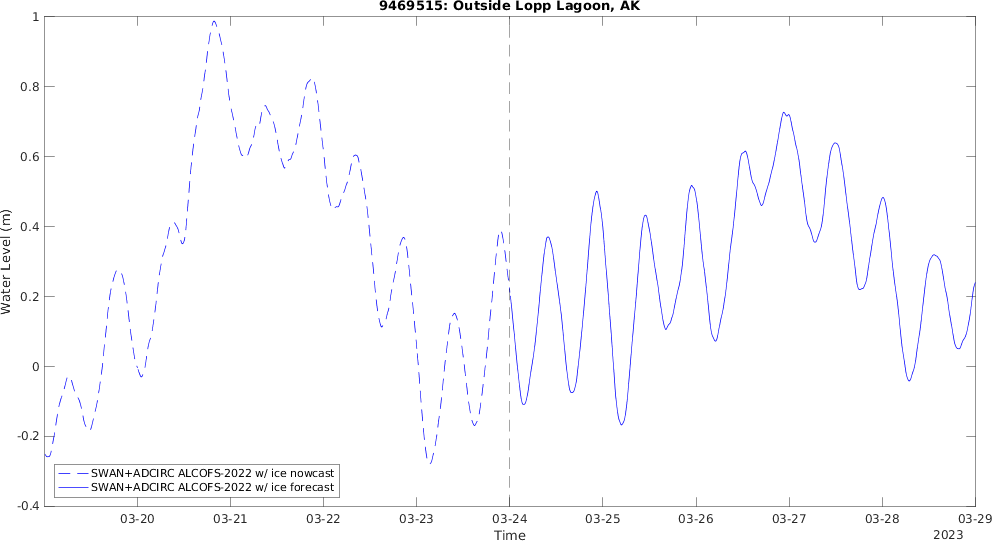 9469515: Outside Lopp Lagoon, AK
1
0.8
0.6
0.4
0.2
0
-0.2
-0.4
Water Level (m)
SWAN+ADCIRC ALCOFS-2022 w/ ice nowcast
SWAN+ADCIRC ALCOFS-2022 w/ ice forecast
03-20 03-21 03-22 03-23 03-24 03-25 03-26 03-27 03-28 03-29
Time
2023